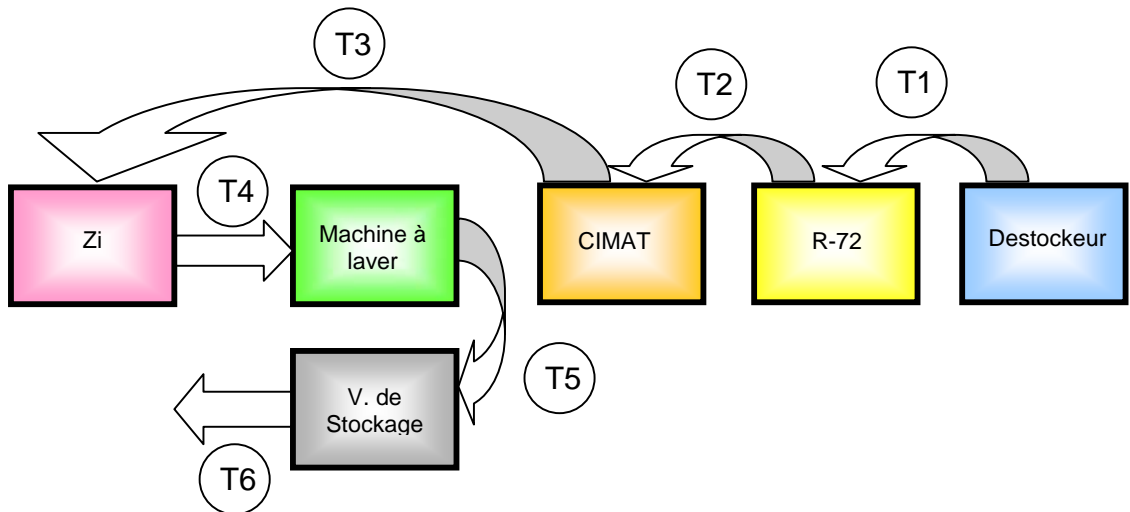 T3
T2
T1
T4
Zi
Machine à
laver
CIMAT
R-72
Destockeur
T5
V. de
Stockage
T6